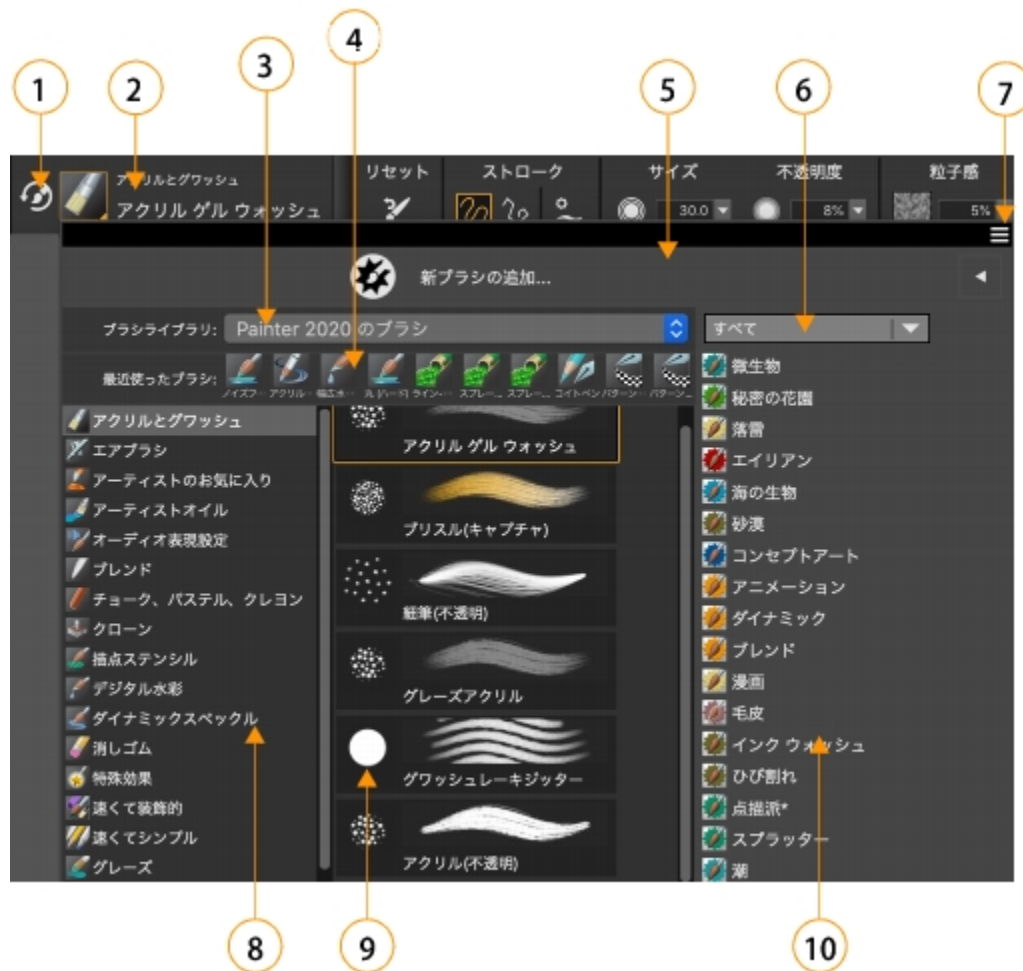 4
3
1
2
5
6
7
アクリルとグワッシュ
アクリル ゲル ウォッシュ
リセット
ストローク
サイズ
不透明度
粒子感
30.0
8%
5%
新ブラシの追加...
ブラシライブラリ: Painter 2020 のブラシ
すべて
最近使ったブラシ:
アクリルとグワッシュ
エアブラシ
アーティストのお気に入り
アーティストオイル
オーディオ表現設定
ブレンド
チョーク、パステル、クレヨン
クローン
描点ステンシル
デジタル水彩
ダイナミックスペックル
消しゴム
特殊効果
速くて装飾的
速くてシンプル
グレーズ
アクリル ゲル ウォッシュ
ブリスル(キャプチャ)
細筆(不透明)
グレーズアクリル
グワッシュレーキジッター
アクリル(不透明)
微生物
秘密の花園
落雷
エイリアン
海の生物
砂漠
コンセプトアート
アニメーション
ダイナミック
ブレンド
漫画
毛皮
インク ウォッシュ
ひび割れ
点描派*
スプラッター
潮
8
9
10